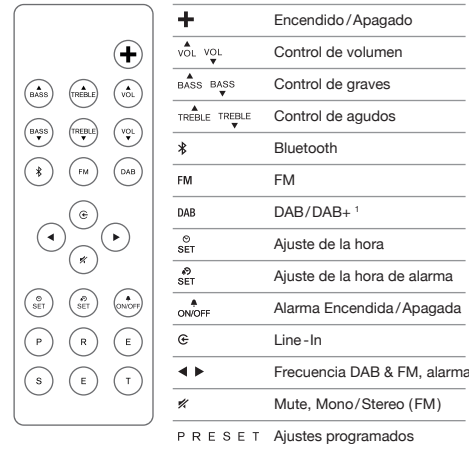 BASS TREBLE VOL
BASS TREBLE VOL
FM DAB
SET SET ON/OFF
P R E
S E T
Encendido/Apagado
VOL VOL Control de volumen
BASS BASS Control de graves
TREBLE TREBLE Control de agudos
Bluetooth
FM FM
DAB DAB/DAB+ 1
SET Ajuste de la hora
SET Ajuste de la hora de alarma
ON/OFF Alarma Encendida/Apagada
Line-In
Frecuencia DAB & FM, alarma
Mute, Mono/Stereo (FM)
P R E S E T Ajustes programados